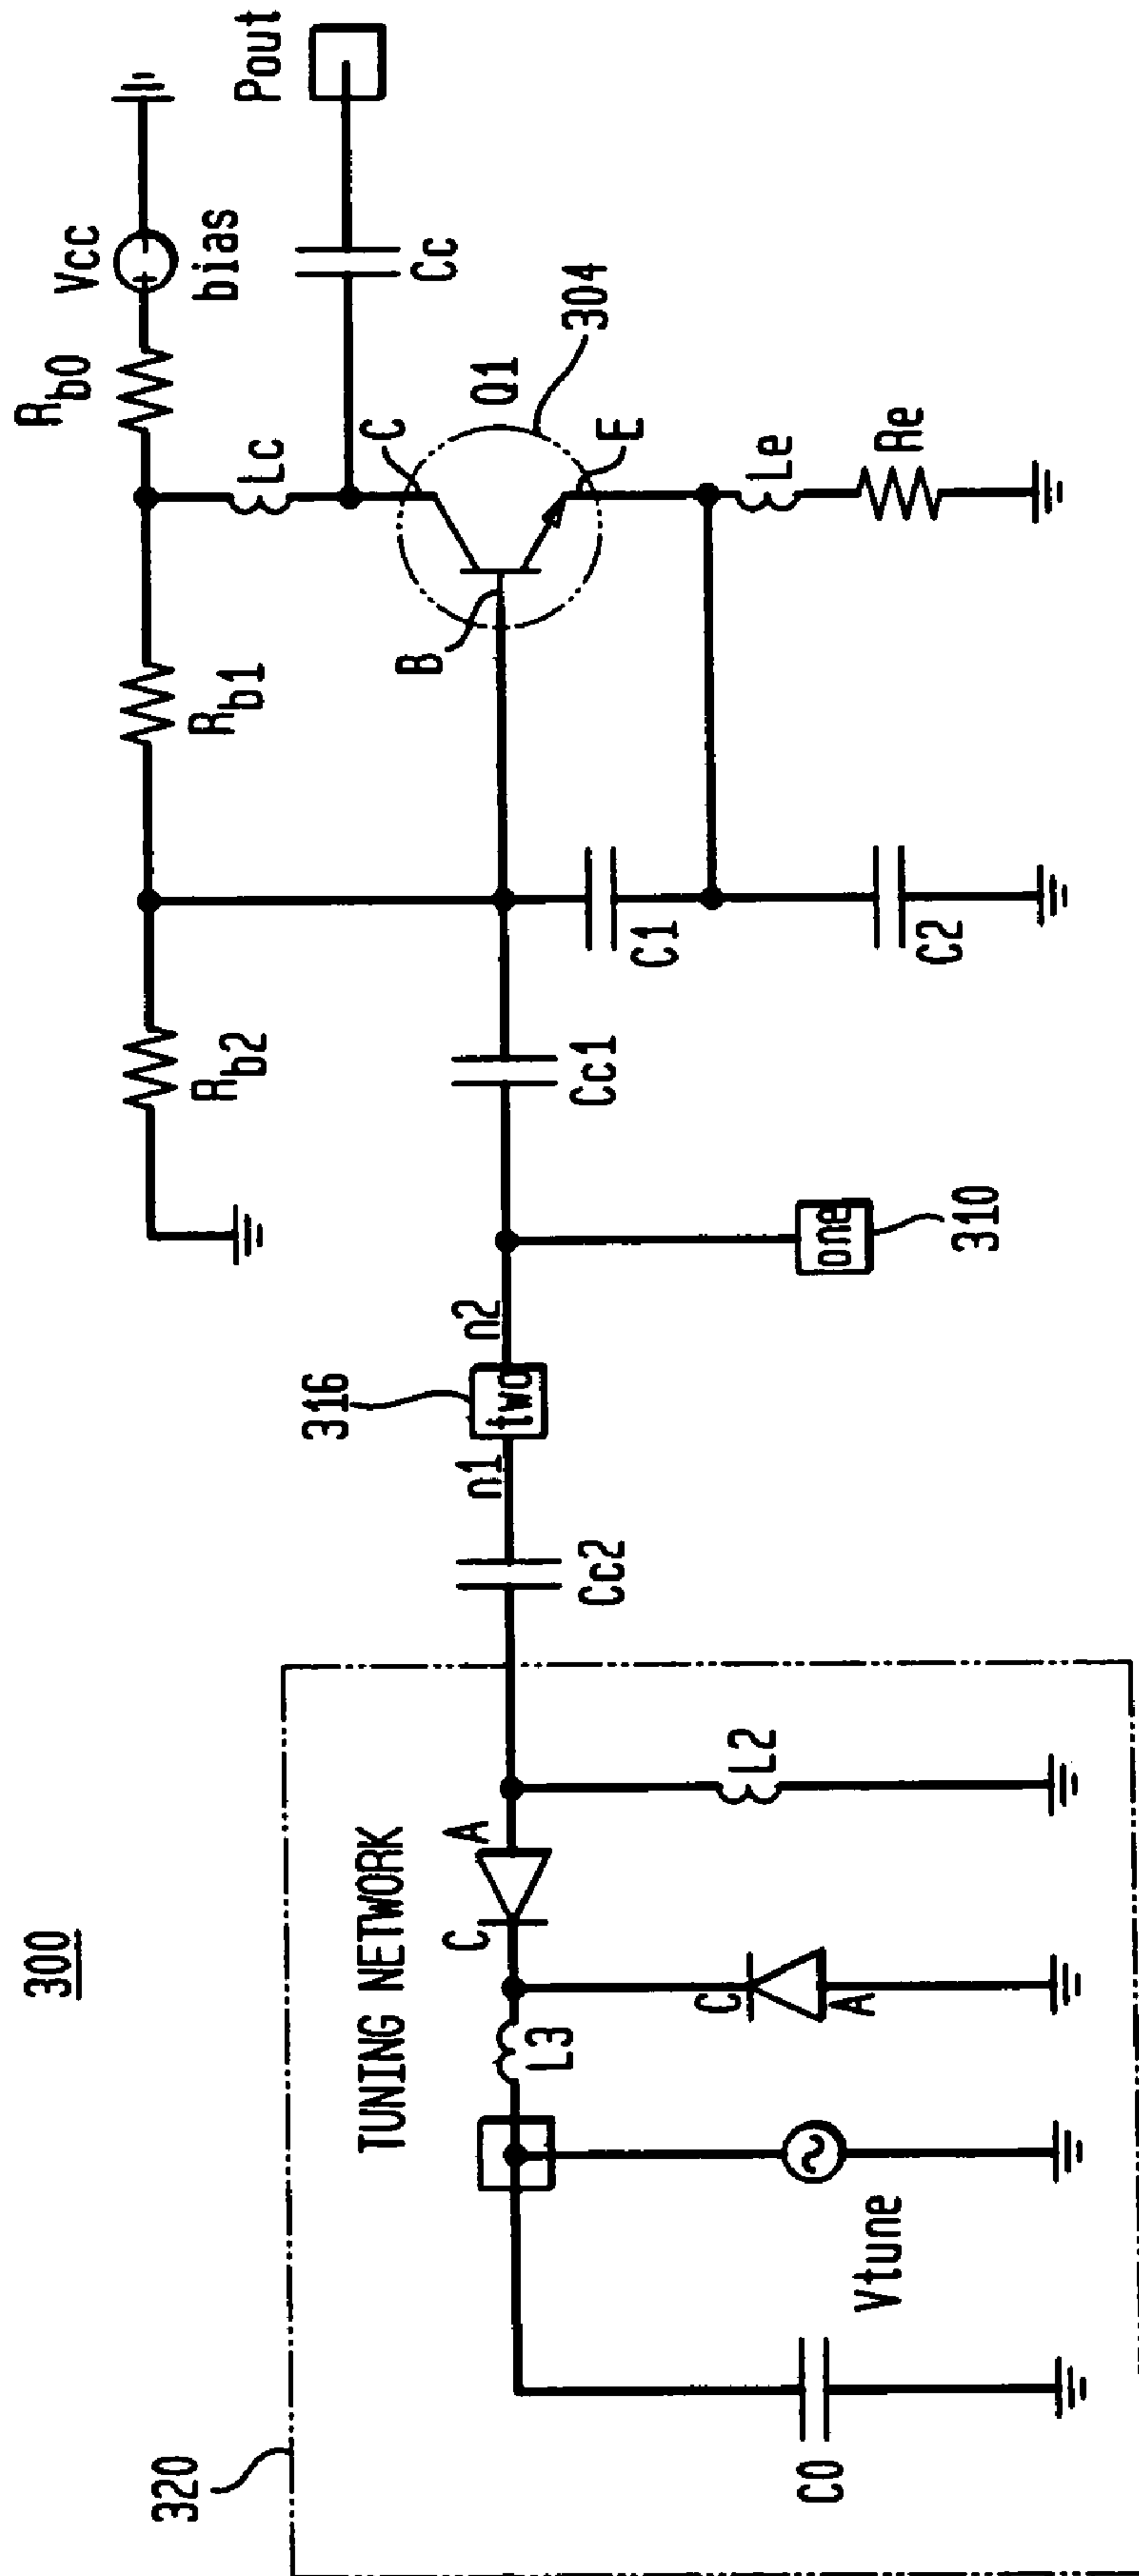 300
320
TUNING NETWORK
C0
Vtune
L3
C
A
C
A
L2
Cc2
n1
316
two
n2
one
310
Cc1
Rb2
Rb1
Rb0
Vcc
bias
Lc
Cc
Pout
C
Q1
304
B
E
C1
C2
Le
Re